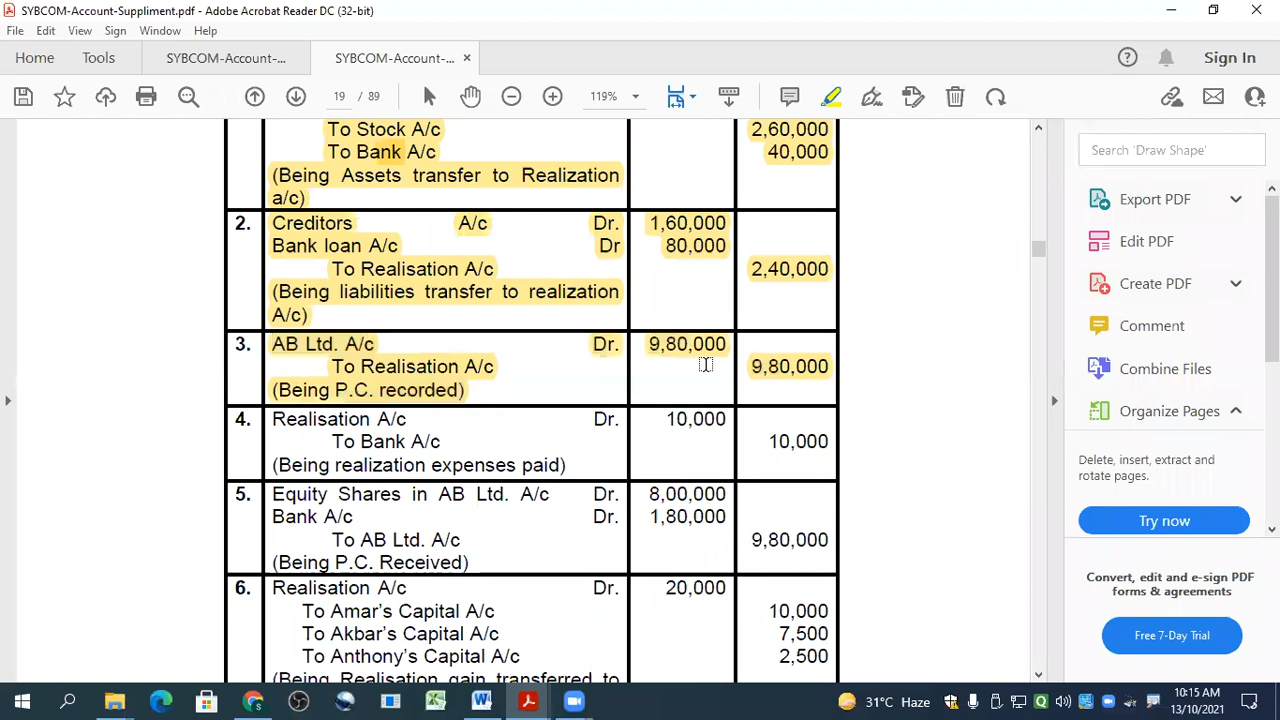 SYBCOM-Account-Suppliment.pdf - Adobe Acrobat Reader DC (32-bit)
File Edit View Sign Window Help
Home Tools SYBCOM-Account-... SYBCOM-Account-... × Sign In
19 / 89 119%
To Stock A/c 2,60,000
To Bank A/c 40,000
(Being Assets transfer to Realization
a/c)
2. Creditors A/c Dr. 1,60,000
Bank loan A/c Dr 80,000
To Realisation A/c 2,40,000
(Being liabilities transfer to realization
A/c)
3. AB Ltd. A/c Dr. 9,80,000
To Realisation A/c 9,80,000
(Being P.C. recorded)
4. Realisation A/c Dr. 10,000
To Bank A/c 10,000
(Being realization expenses paid)
5. Equity Shares in AB Ltd. A/c Dr. 8,00,000
Bank A/c Dr. 1,80,000
To AB Ltd. A/c 9,80,000
(Being P.C. Received)
6. Realisation A/c Dr. 20,000
To Amar's Capital A/c 10,000
To Akbar's Capital A/c 7,500
To Anthony's Capital A/c 2,500
(Being Realisation gain transferred to
Search 'Draw Shape'
Export PDF
Edit PDF
Create PDF
Comment
Combine Files
Organize Pages
Delete, insert, extract and
rotate pages.
Try now
Convert, edit and e-sign PDF
forms & agreements
Free 7-Day Trial
31°C Haze
10:15 AM
13/10/2021